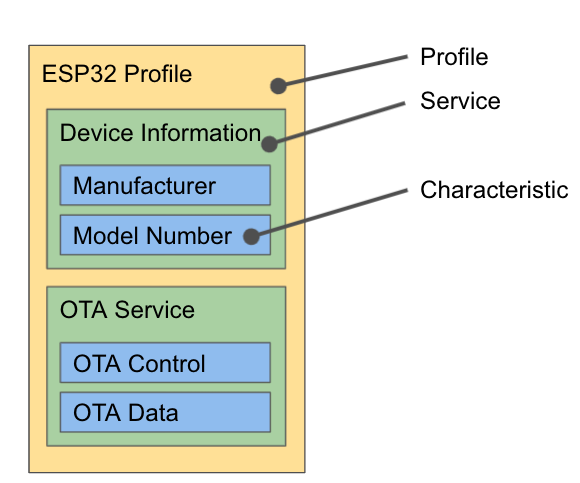 ESP32 Profile
Profile
Service
Device Information
Manufacturer
Characteristic
Model Number
OTA Service
OTA Control
OTA Data